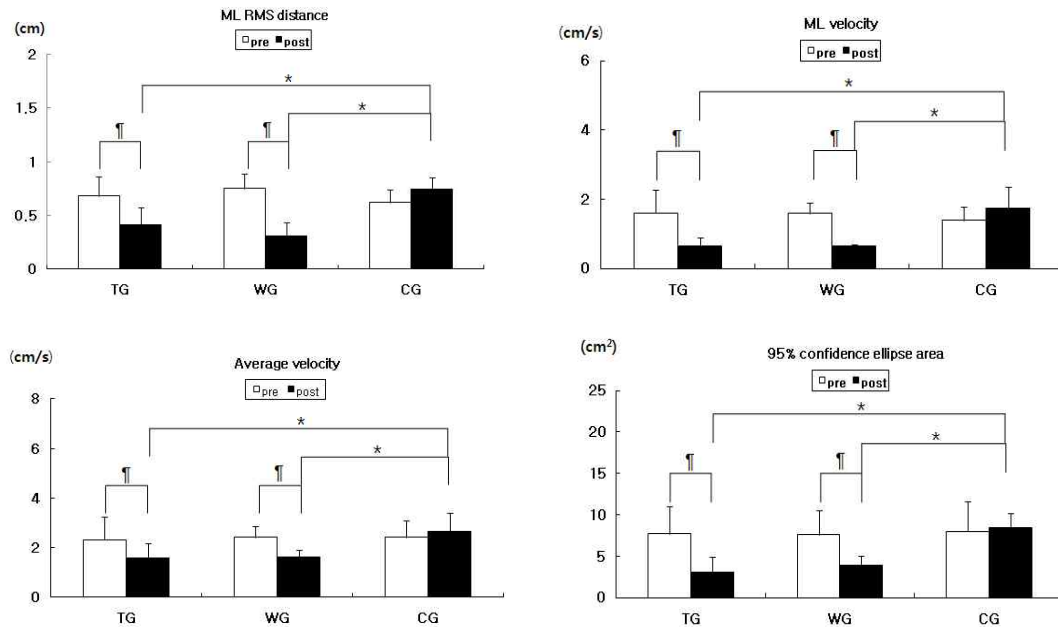 ML RMS distance
(cm)
pre post
2
1.5
1
0.5
0
*
*
¶
¶
TG WG CG
ML velocity
(cm/s)
pre post
6
4
2
0
*
*
¶
¶
TG WG CG
Average velocity
(cm/s)
pre post
8
6
4
2
0
*
*
¶
¶
TG WG CG
95% confidence ellipse area
(cm²)
pre post
25
20
15
10
5
0
*
*
¶
¶
TG WG CG